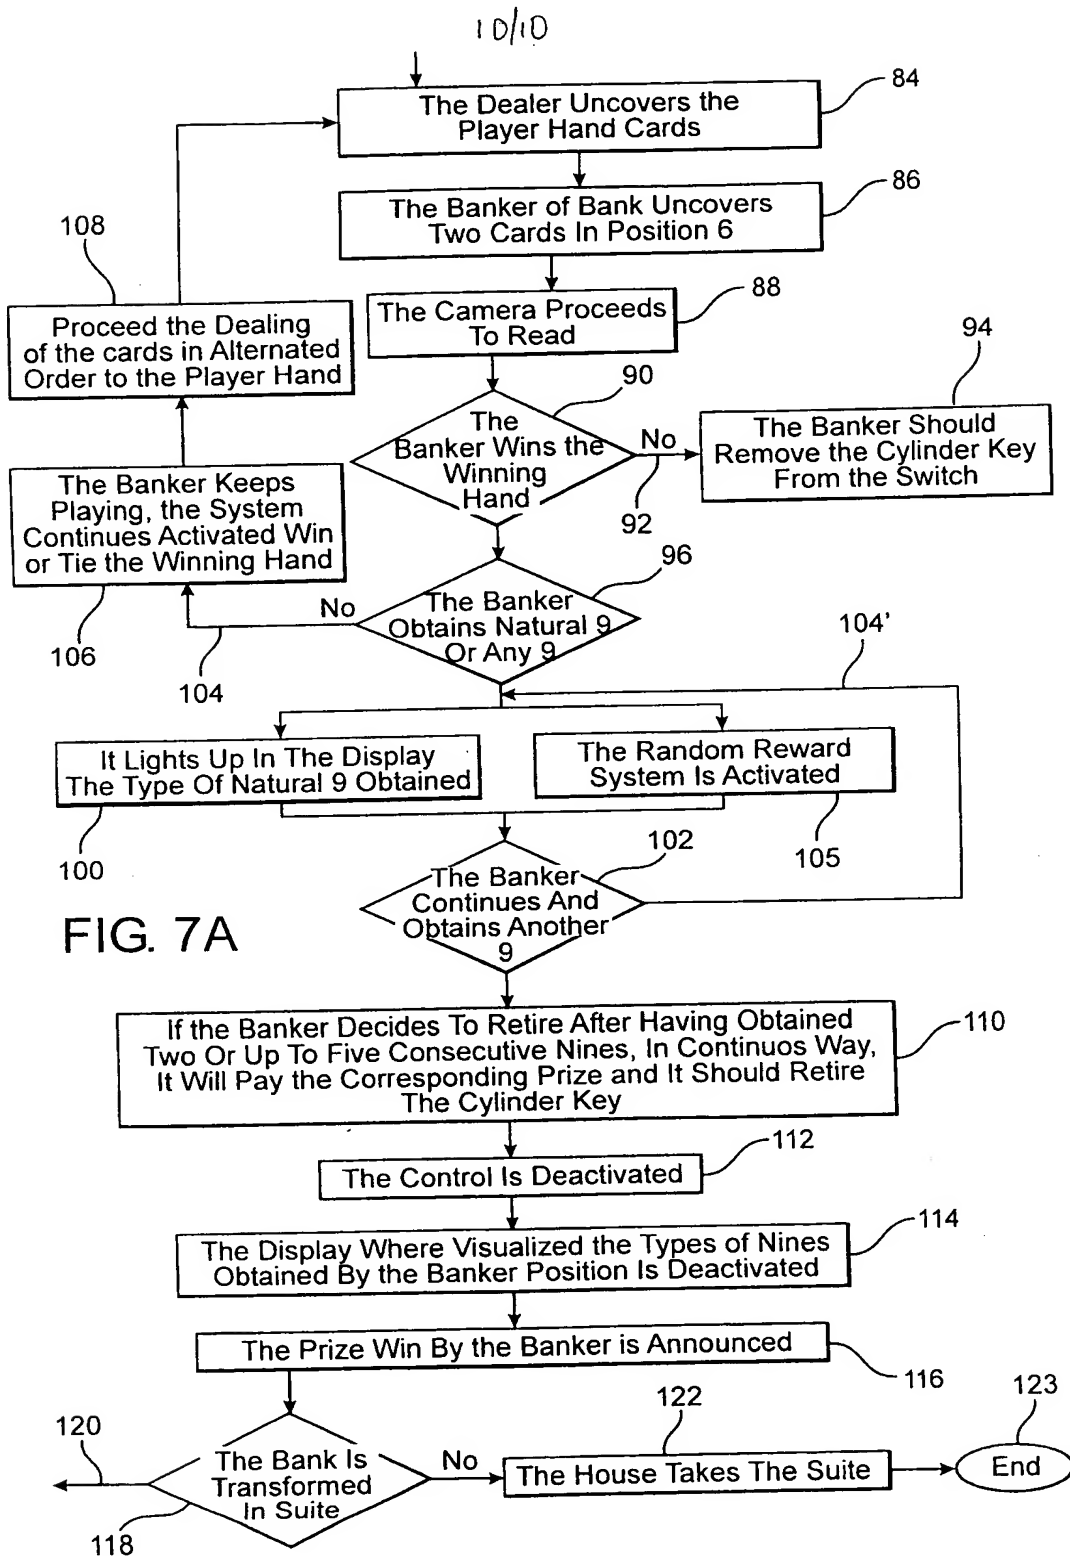 10/10
The Dealer Uncovers the
Player Hand Cards
84
The Banker of Bank Uncovers
Two Cards In Position 6
86
108
The Camera Proceeds
To Read
88
Proceed the Dealing
of the cards in Alternated
Order to the Player Hand
90
94
The
Banker Wins the
Winning
Hand
No
92
The Banker Should
Remove the Cylinder Key
From the Switch
The Banker Keeps
Playing, the System
Continues Activated Win
or Tie the Winning Hand
96
The Banker
Obtains Natural 9
Or Any 9
No
104'
106
104
It Lights Up In The Display
The Type Of Natural 9 Obtained
The Random Reward
System Is Activated
100
102
105
The Banker
Continues And
Obtains Another
9
FIG. 7A
If the Banker Decides To Retire After Having Obtained
Two Or Up To Five Consecutive Nines, In Continuos Way,
It Will Pay the Corresponding Prize and It Should Retire
The Cylinder Key
110
112
The Control Is Deactivated
114
The Display Where Visualized the Types of Nines
Obtained By the Banker Position Is Deactivated
The Prize Win By the Banker is Announced
116
120
122
123
The Bank Is
Transformed
In Suite
No
The House Takes The Suite
End
118